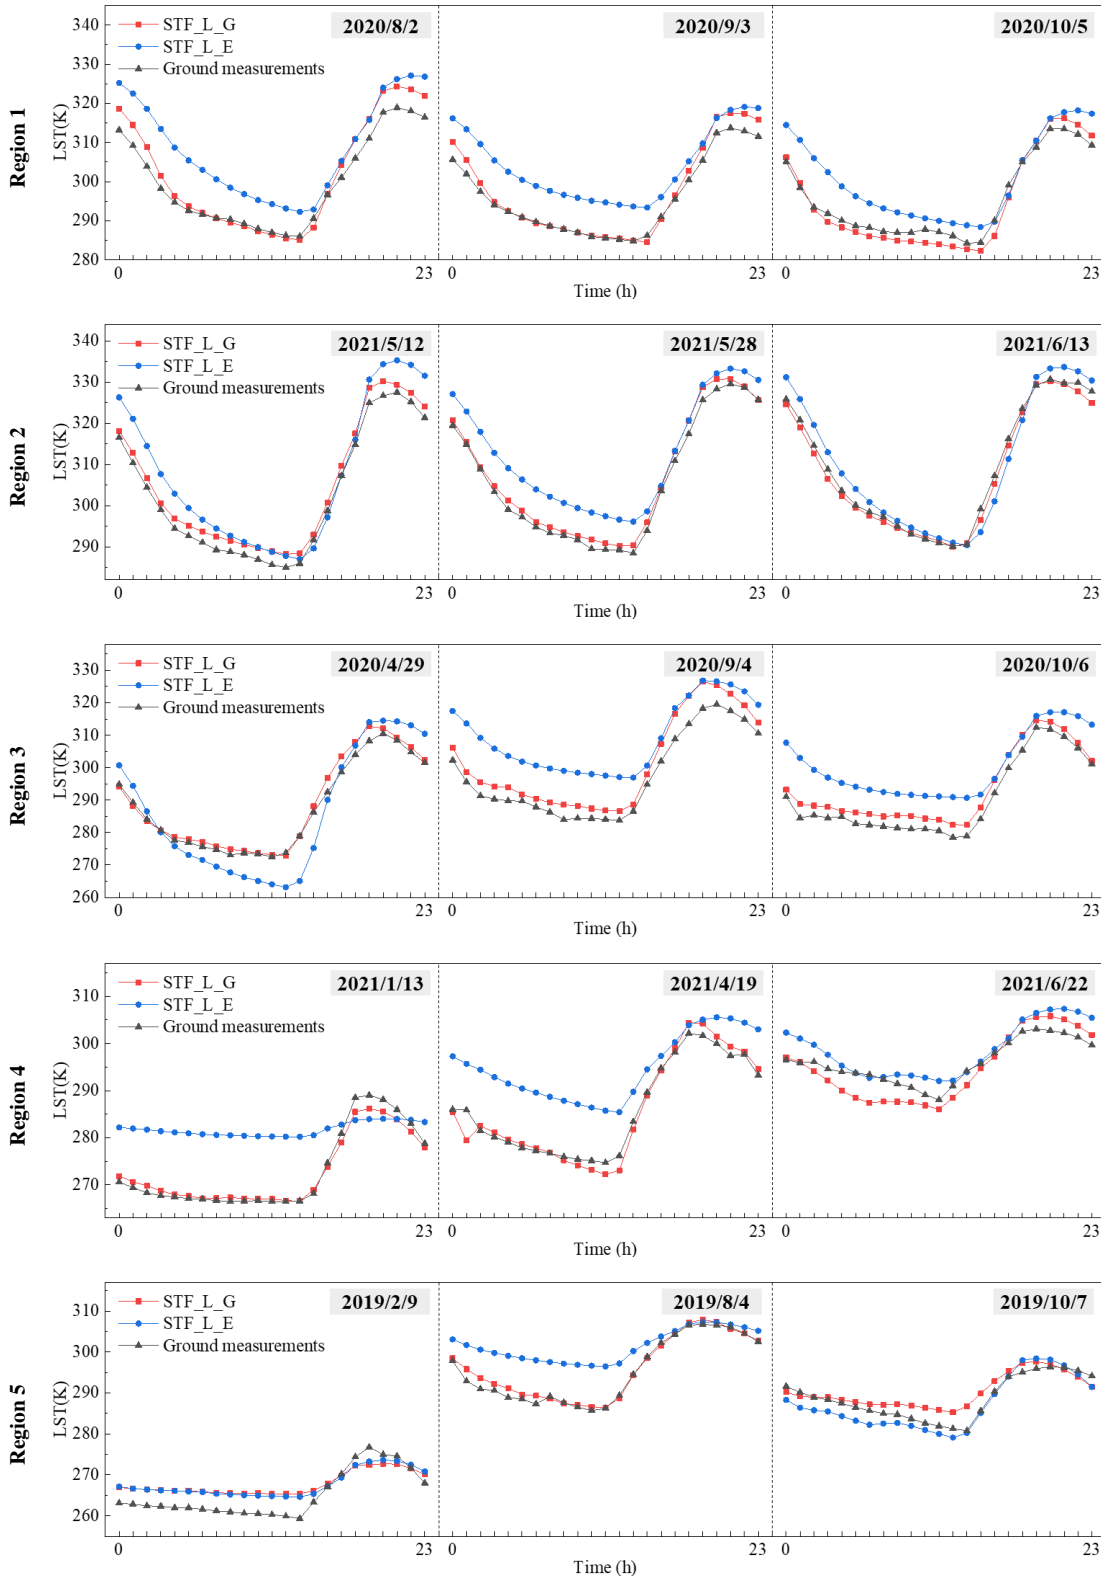 Region 1
LST(K)
STF_L_G
STF_L_E
Ground measurements
2020/8/2
2020/9/3
2020/10/5
340
330
320
310
300
290
280
0
23
0
23
0
23
Time (h)
Region 2
LST(K)
STF_L_G
STF_L_E
Ground measurements
2021/5/12
2021/5/28
2021/6/13
340
330
320
310
300
290
0
23
0
23
0
23
Time (h)
Region 3
LST(K)
STF_L_G
STF_L_E
Ground measurements
2020/4/29
2020/9/4
2020/10/6
330
320
310
300
290
280
270
260
0
23
0
23
0
23
Time (h)
Region 4
LST(K)
STF_L_G
STF_L_E
Ground measurements
2021/1/13
2021/4/19
2021/6/22
310
300
290
280
270
0
23
0
23
0
23
Time (h)
Region 5
LST(K)
STF_L_G
STF_L_E
Ground measurements
2019/2/9
2019/8/4
2019/10/7
310
300
290
280
270
260
0
23
0
23
0
23
Time (h)